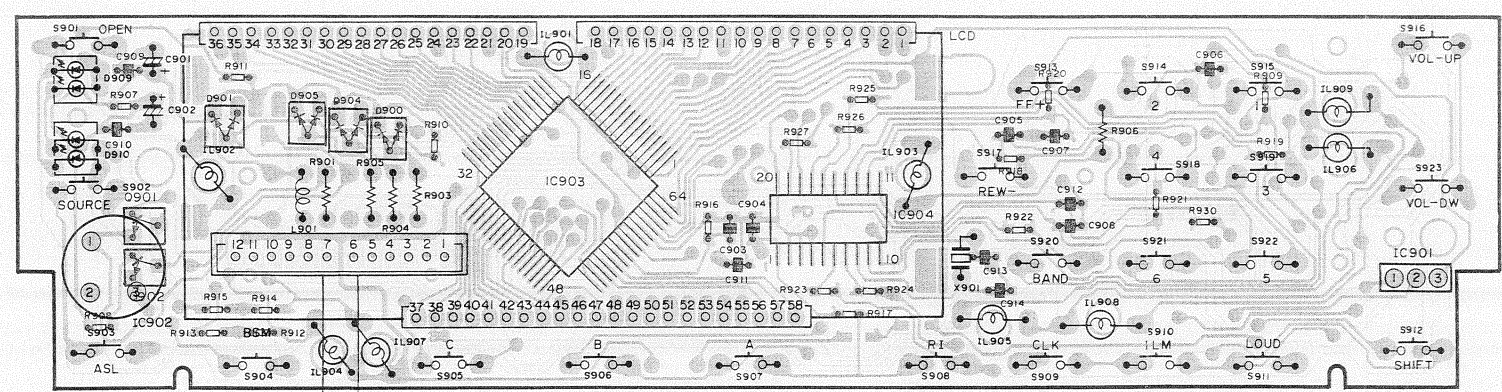 S901 OPEN
36 35 34 33 32 31 30 29 28 27 26 25 24 23 22 21 20 19
IL901
18 17 16 15 14 13 12 11 10 9 8 7 6 5 4 3 2 1
LCD
S916
VOL-UP
C909 C901
D909
R907
C902
C910
D910
S902
SOURCE
Q901
R911
D901
IL902
D905
D904
D900
R910
R901
R905
R903
L901
R904
12 11 10 9 8 7 6 5 4 3 2 1
16
32
IC903
1
64
48
R925
R926
R927
IL903
20 11
IC904
R916
C904
C903
C911
1 10
R923
R924
R917
S913
R920
FF+
S914
2
C906
S915
R909
1
IL909
C905
C907
R906
S917
R918
REW-
4
S918
R919
S919
3
IL906
S923
VOL-DW
C912
R921
R922
C908
R930
S920
BAND
S921
6
S922
5
IC901
1 2 3
X901
C913
C914
IL905
IL908
1
2 3
IC902
R915 R914
R913 BSM R912
37 38 39 40 41 42 43 44 45 46 47 48 49 50 51 52 53 54 55 56 57 58
S903
ASL
S904
IL904
IL907
C
S905
B
S906
A
S907
RI
S908
CLK
S909
S910
ILM
LOUD
S911
S912
SHIFT